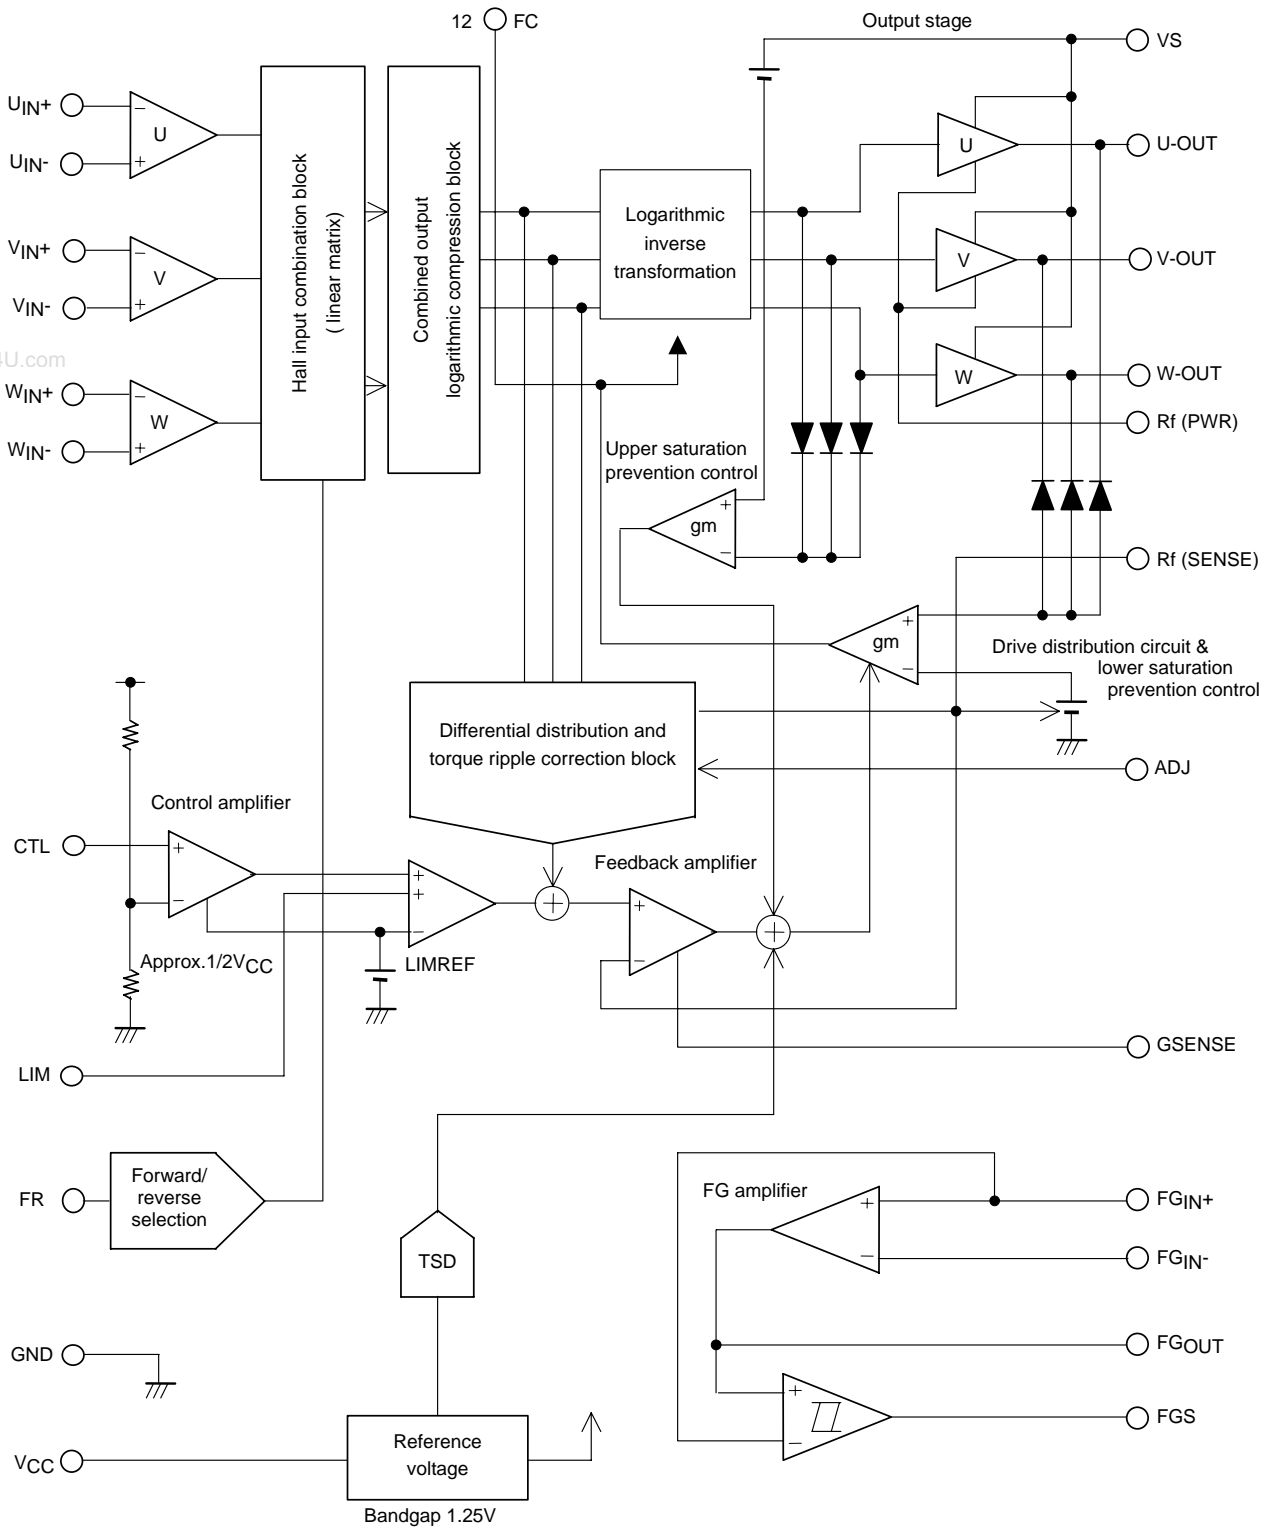 12 FC
Output stage
VS
UIN+
UIN-
−
+
U
VIN+
VIN-
−
+
V
4U.com
WIN+
WIN-
−
+
W
Hall input combination block
( linear matrix)
Combined output
logarithmic compression block
Logarithmic
inverse
transformation
U
V
W
U-OUT
V-OUT
W-OUT
Rf (PWR)
Upper saturation
prevention control
+
gm
−
Rf (SENSE)
+
gm
−
Drive distribution circuit &
lower saturation
prevention control
Differential distribution and
torque ripple correction block
ADJ
Control amplifier
CTL
+
−
Approx.1/2VCC
+
+
−
LIMREF
+
Feedback amplifier
+
−
+
GSENSE
LIM
FR
Forward/
reverse
selection
TSD
FG amplifier
+
−
FGIN+
FGIN-
FGOUT
+
−
FGS
GND
VCC
Reference
voltage
Bandgap 1.25V